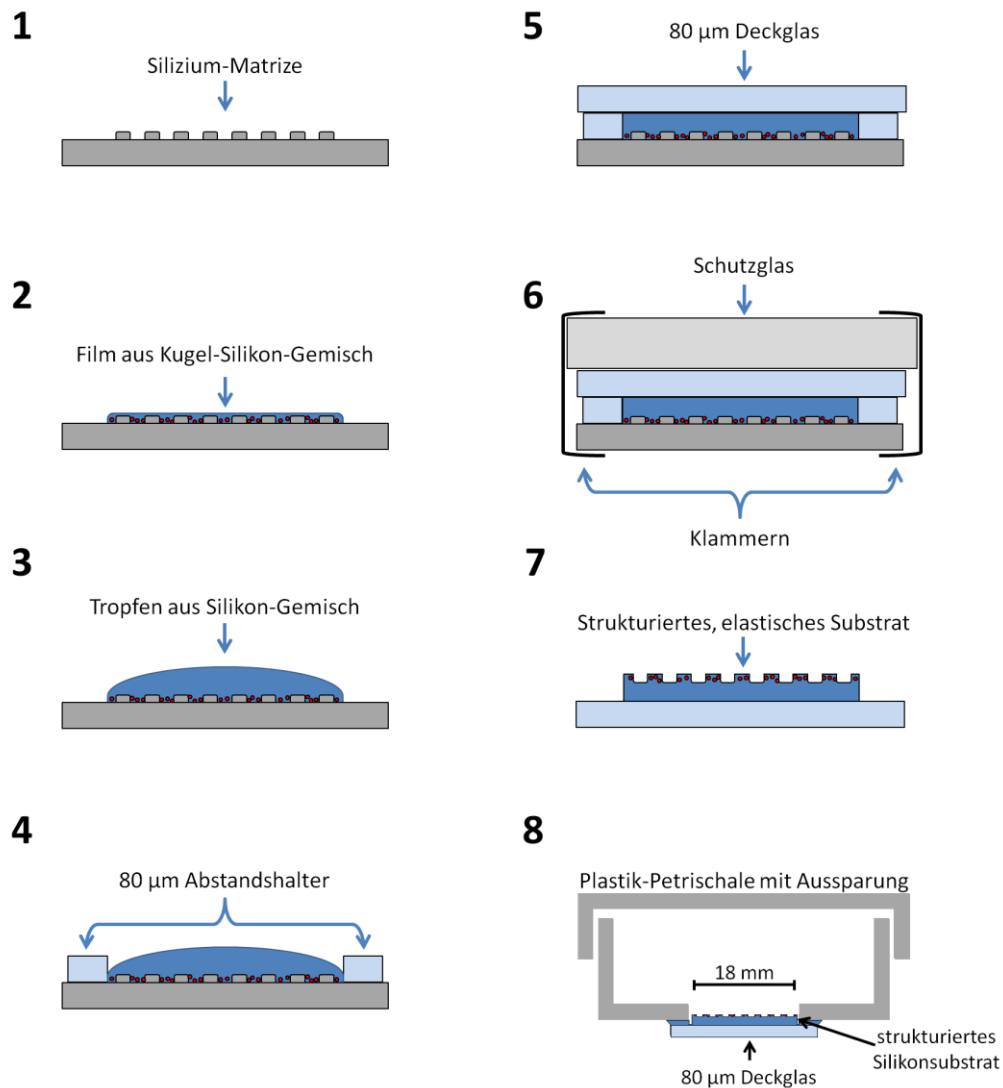 1
Silizium-Matrize
2
Film aus Kugel-Silikon-Gemisch
3
Tropfen aus Silikon-Gemisch
4
80 µm Abstandshalter
5
80 µm Deckglas
6
Schutzglas
Klammern
7
Strukturiertes, elastisches Substrat
8
Plastik-Petrischale mit Aussparung
18 mm
strukturiertes
Silikonsubstrat
80 µm Deckglas